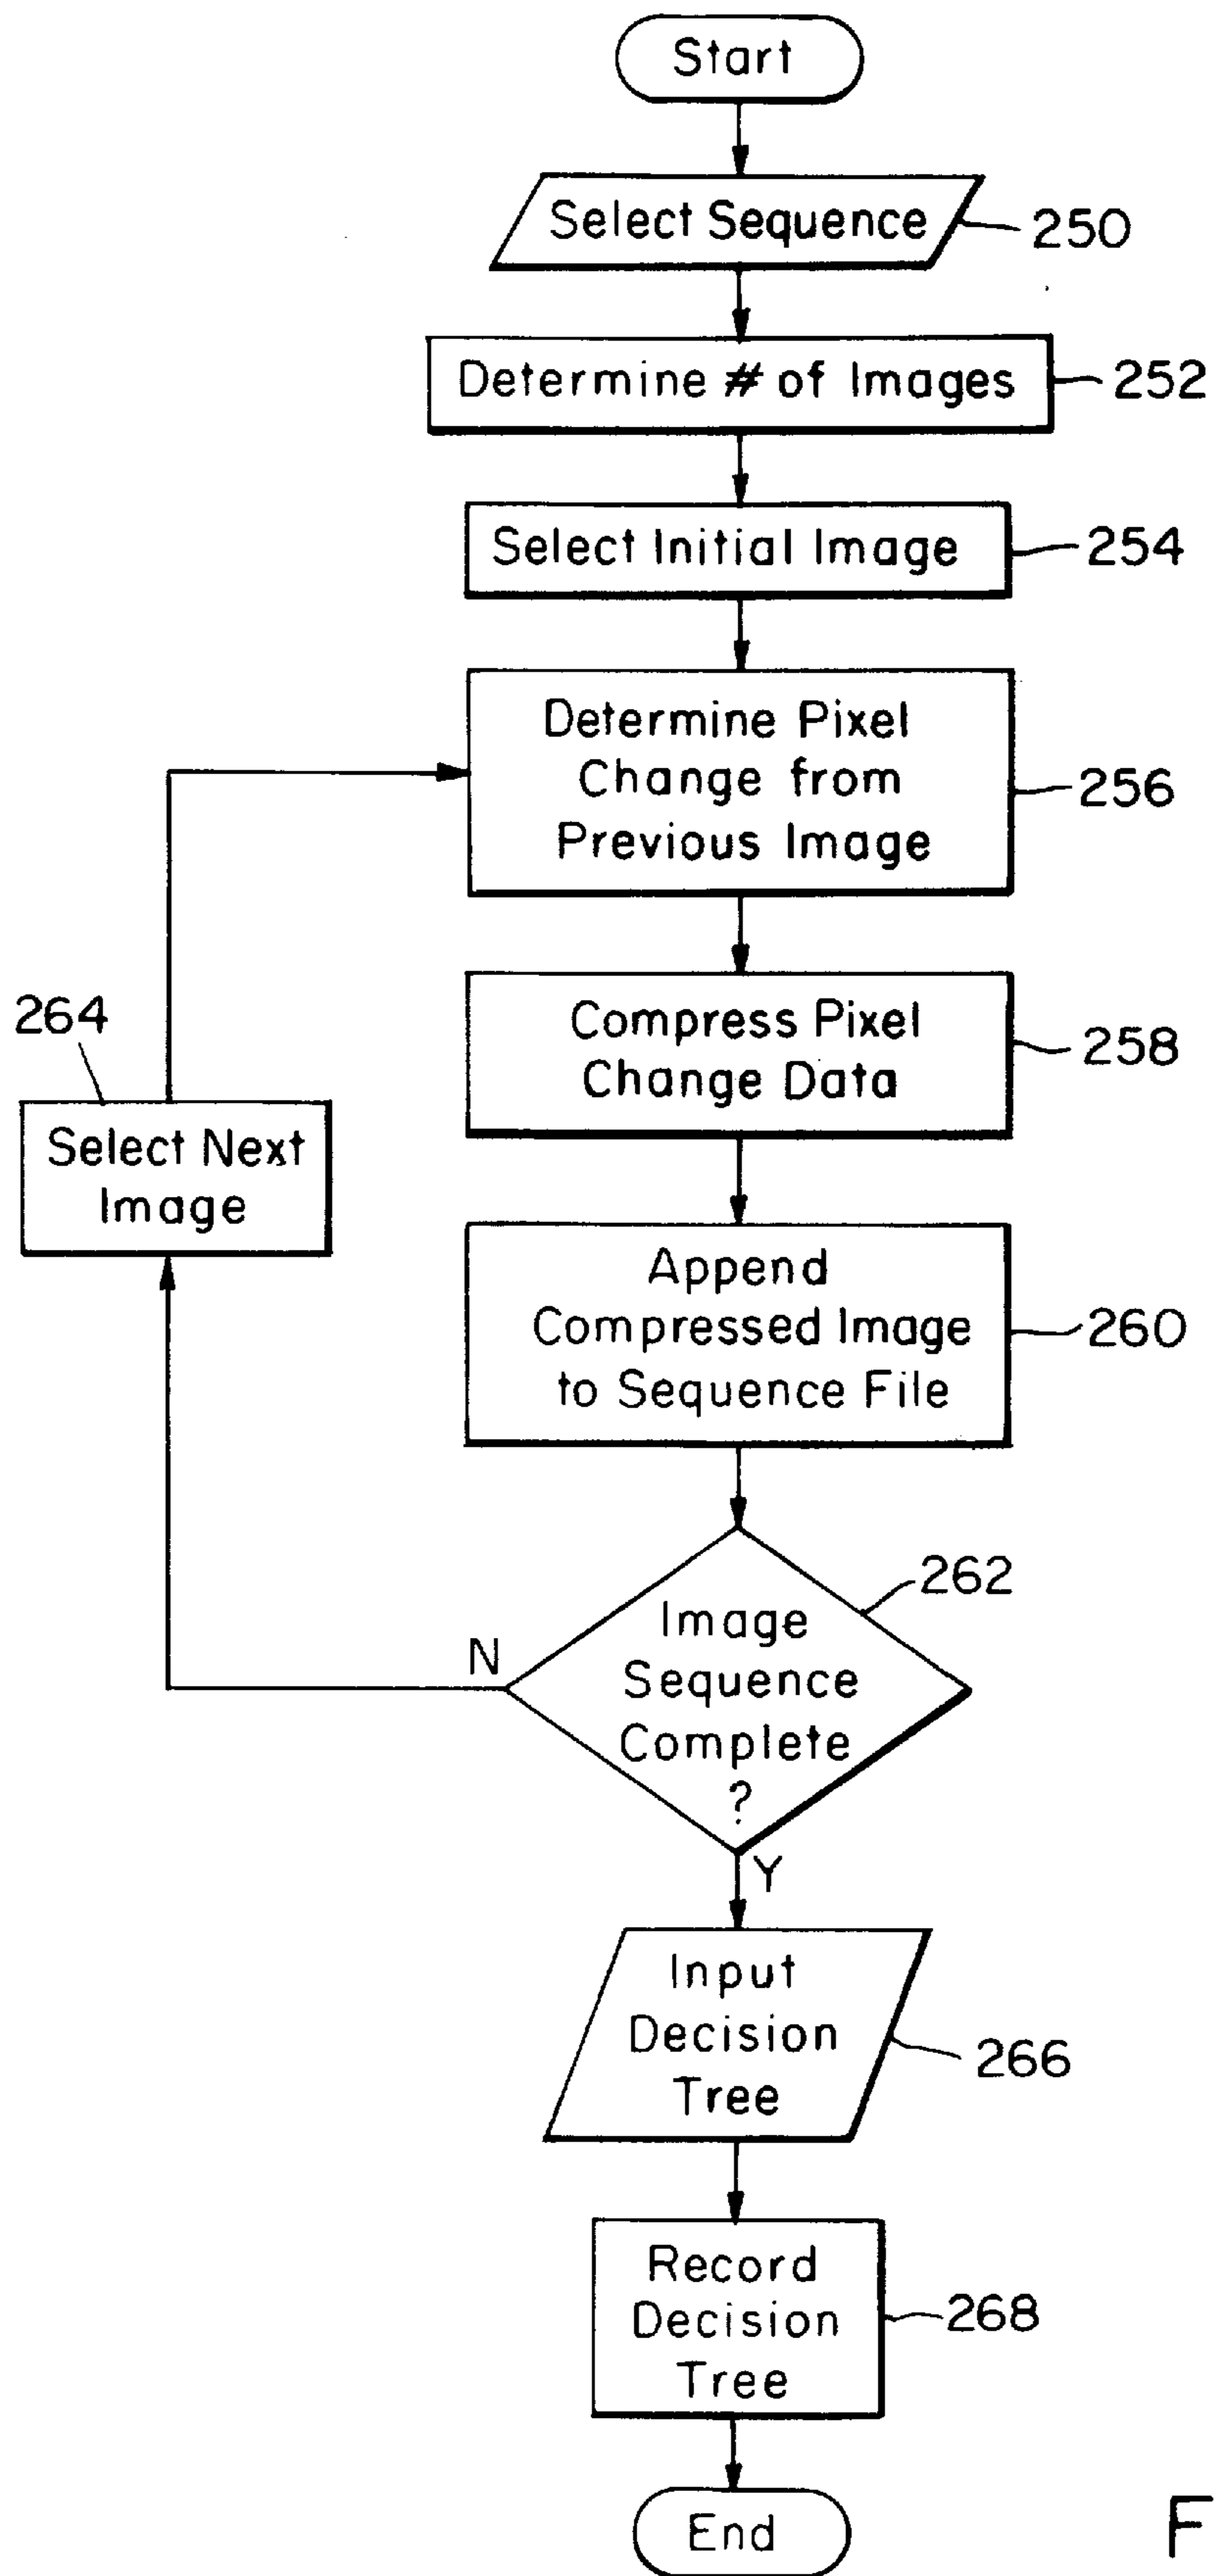 Start
Select Sequence
250
Determine # of Images
252
Select Initial Image
254
Determine Pixel
Change from
Previous Image
256
Compress Pixel
Change Data
258
264
Select Next
Image
Append
Compressed Image
to Sequence File
260
262
Image
Sequence
Complete
?
N
Y
Input
Decision
Tree
266
Record
Decision
Tree
268
End
F